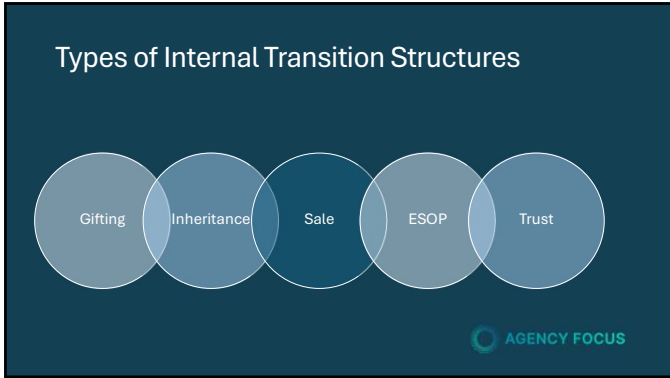 Types of Internal Transition Structures
Gifting
Inheritance
Sale
ESOP
Trust
AGENCY FOCUS